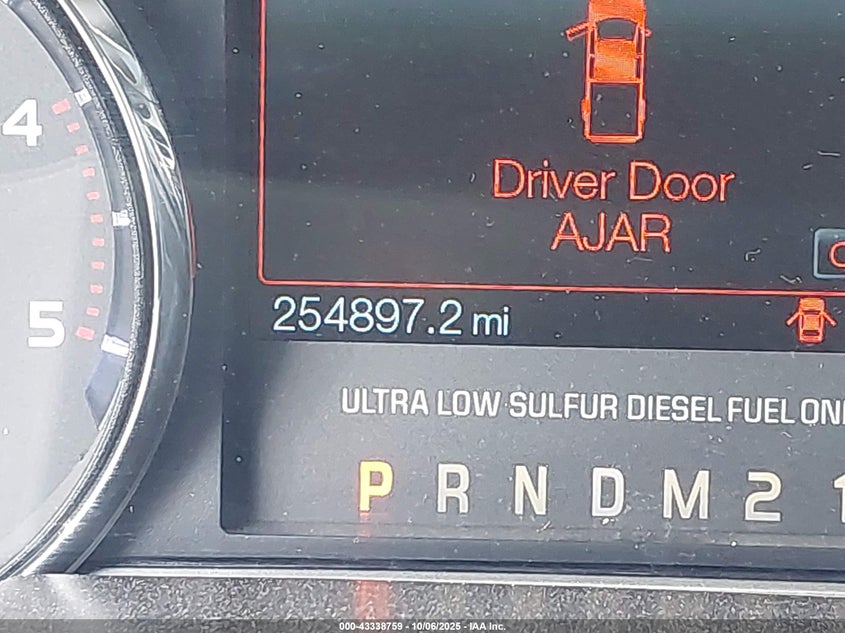 4
Driver Door
AJAR
5
254897.2 mi
ULTRA LOW SULFUR DIESEL FUEL
P R N D M 2 1
000-43338759 - 10/06/2025 - IAA Inc.